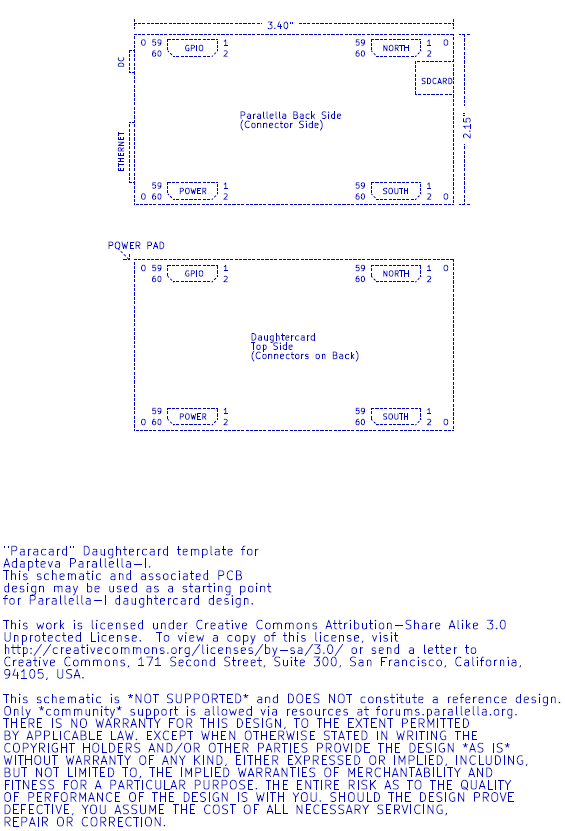 3.40"
0 59 GPIO 1 59 NORTH 1 0
60 2 60 2
DC
SDCARD
Parallella Back Side
(Connector Side)
2.15"
ETHERNET
59 POWER 1 59 SOUTH 1
0 60 2 60 2 0
POWER PAD
0 59 GPIO 1 59 NORTH 1 0
60 2 60 2
Daughtercard
Top Side
(Connectors on Back)
59 POWER 1 59 SOUTH 1
0 60 2 60 2 0
"Paracard" Daughtercard template for
Adapteva Parallella-I.
This schematic and associated PCB
design may be used as a starting point
for Parallella-I daughtercard design.
This work is licensed under Creative Commons Attribution-Share Alike 3.0
Unprotected License. To view a copy of this license, visit
http://creativecommons.org/licenses/by-sa/3.0/ or send a letter to
Creative Commons, 171 Second Street, Suite 300, San Francisco, California,
94105, USA.
This schematic is *NOT SUPPORTED* and DOES NOT constitute a reference design.
Only *community* support is allowed via resources at forums.parallella.org.
THERE IS NO WARRANTY FOR THIS DESIGN, TO THE EXTENT PERMITTED
BY APPLICABLE LAW. EXCEPT WHEN OTHERWISE STATED IN WRITING THE
COPYRIGHT HOLDERS AND/OR OTHER PARTIES PROVIDE THE DESIGN "AS IS"
WITHOUT WARRANTY OF ANY KIND, EITHER EXPRESSED OR IMPLIED, INCLUDING,
BUT NOT LIMITED TO, THE IMPLIED WARRANTIES OF MERCHANTABILITY AND
FITNESS FOR A PARTICULAR PURPOSE. THE ENTIRE RISK AS TO THE QUALITY
OF PERFORMANCE OF THE DESIGN IS WITH YOU. SHOULD THE DESIGN PROVE
DEFECTIVE, YOU ASSUME THE COST OF ALL NECESSARY SERVICING,
REPAIR OR CORRECTION.